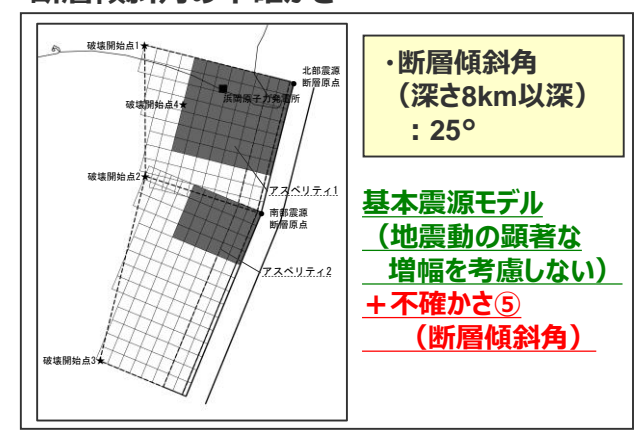 破壊開始点1
北部震源
断層原点
浜岡原子力発電所
破壊開始点4
破壊開始点2
アスペリティ1
南部震源
断層原点
アスペリティ2
破壊開始点3
・断層傾斜角
（深さ8km以深）
：25°
基本震源モデル
（地震動の顕著な
増幅を考慮しない）
＋不確かさ⑤
（断層傾斜角）